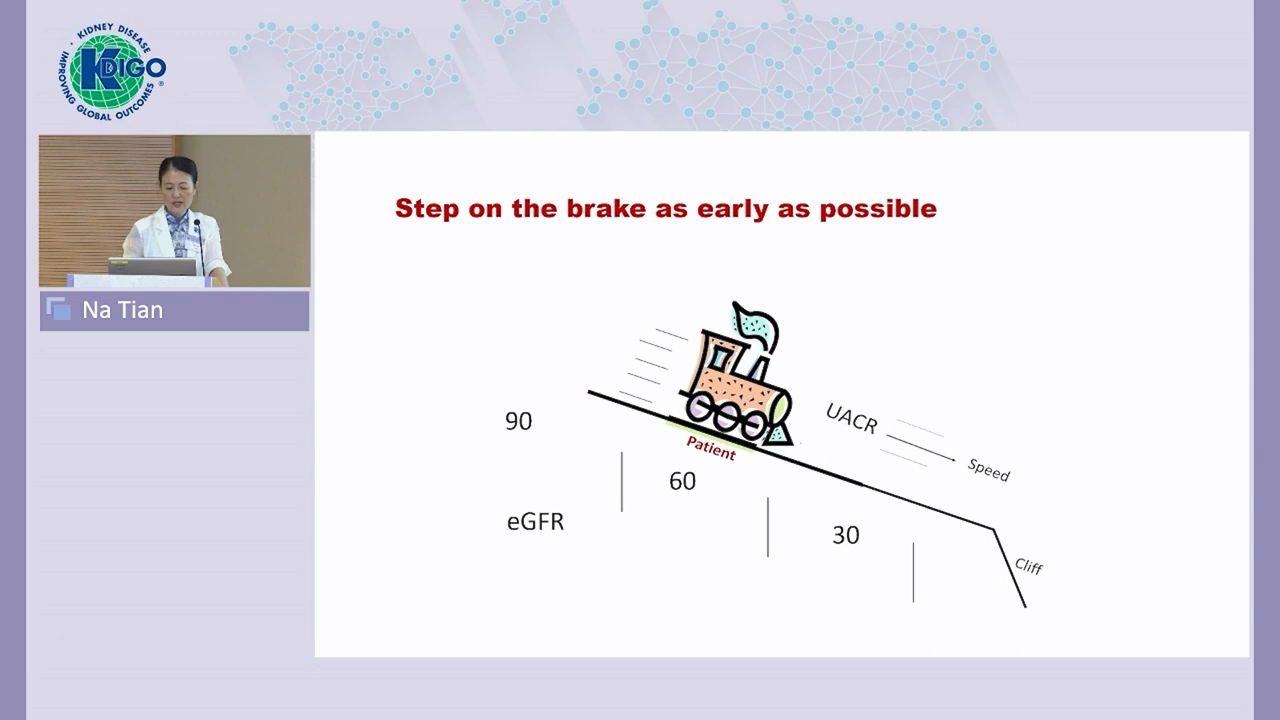 KIDNEY DISEASE
IMPROVING GLOBAL OUTCOMES
KDIGO
®
Na Tian
Step on the brake as early as possible
90
Patient
UACR
Speed
60
eGFR
30
Cliff